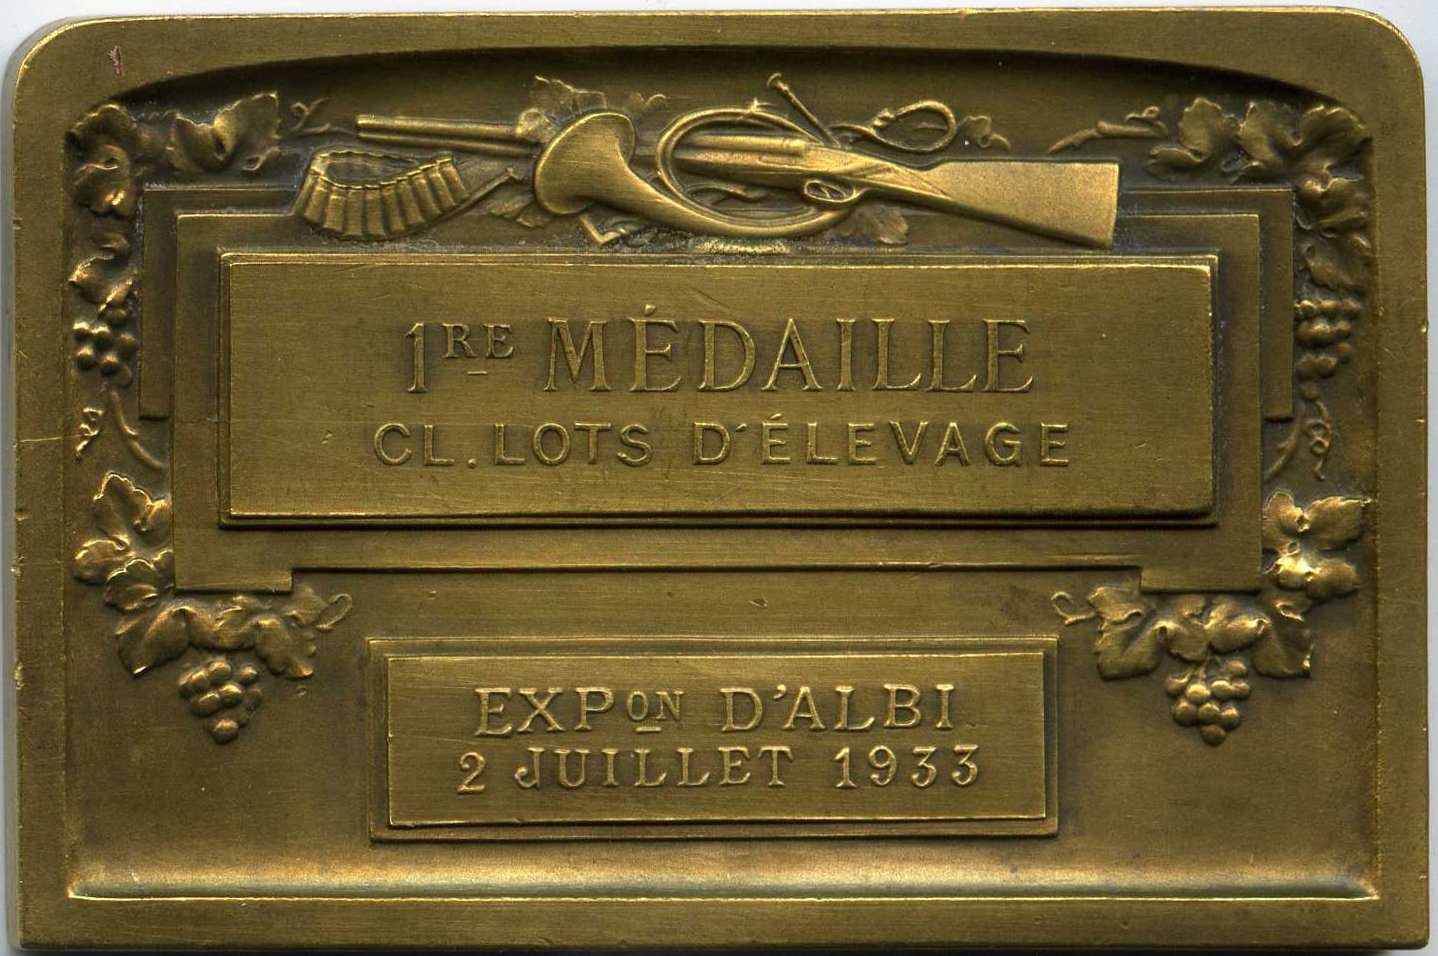 1RE MÉDAILLE
CL. LOTS D'ÉLEVAGE
EXPON D'ALBI
2 JUILLET 1933